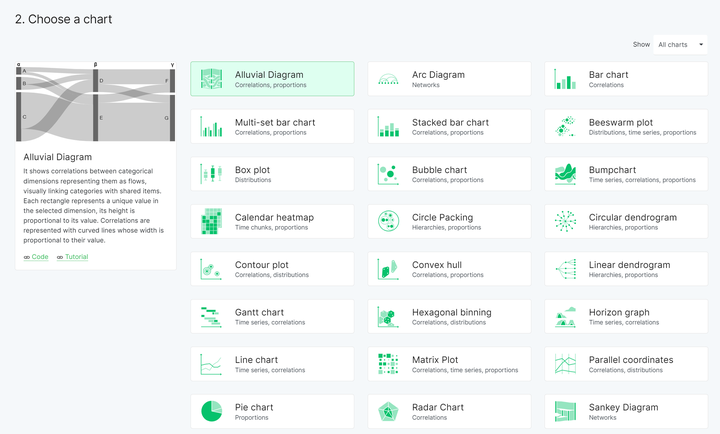 2. Choose a chart
Show All charts
α β γ
A
B
C
D
E
F
G
Alluvial Diagram
It shows correlations between categorical
dimensions representing them as flows,
visually linking categories with shared items.
Each rectangle represents a unique value in
the selected dimension, its height is
proportional to its value. Correlations are
represented with curved lines whose width is
proportional to their value.
Code Tutorial
Alluvial Diagram
Correlations, proportions
Arc Diagram
Networks
Bar chart
Correlations
Multi-set bar chart
Correlations, proportions
Stacked bar chart
Correlations, proportions
Beeswarm plot
Distributions, time series, proportions
Box plot
Distributions
Bubble chart
Correlations, proportions
Bumpchart
Time series, correlations, proportions
Calendar heatmap
Time chunks, proportions
Circle Packing
Hierarchies, proportions
Circular dendrogram
Hierarchies, proportions
Contour plot
Correlations, distributions
Convex hull
Correlations, proportions
Linear dendrogram
Hierarchies, proportions
Gantt chart
Time series, correlations
Hexagonal binning
Correlations, distributions
Horizon graph
Time series, correlations
Line chart
Time series, correlations
Matrix Plot
Correlations, time series, proportions
Parallel coordinates
Correlations, distributions
Pie chart
Proportions
Radar Chart
Correlations
Sankey Diagram
Networks